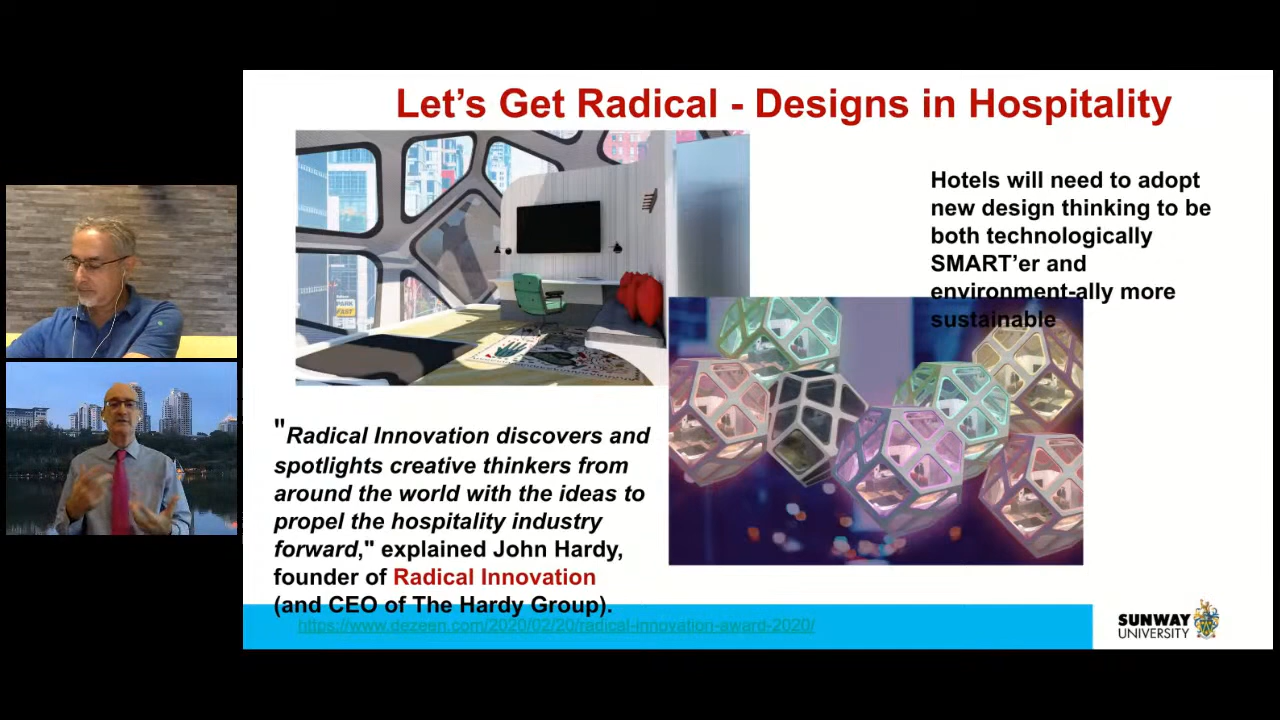 Let's Get Radical - Designs in Hospitality
Hotels will need to adopt
new design thinking to be
both technologically
SMART'er and
environment-ally more
sustainable
PARK
FAST
"Radical Innovation discovers and
spotlights creative thinkers from
around the world with the ideas to
propel the hospitality industry
forward," explained John Hardy,
founder of Radical Innovation
(and CEO of The Hardy Group).
https://www.dezeen.com/2020/02/20/radical-innovation-award-2020/
SUNWAY
UNIVERSITY